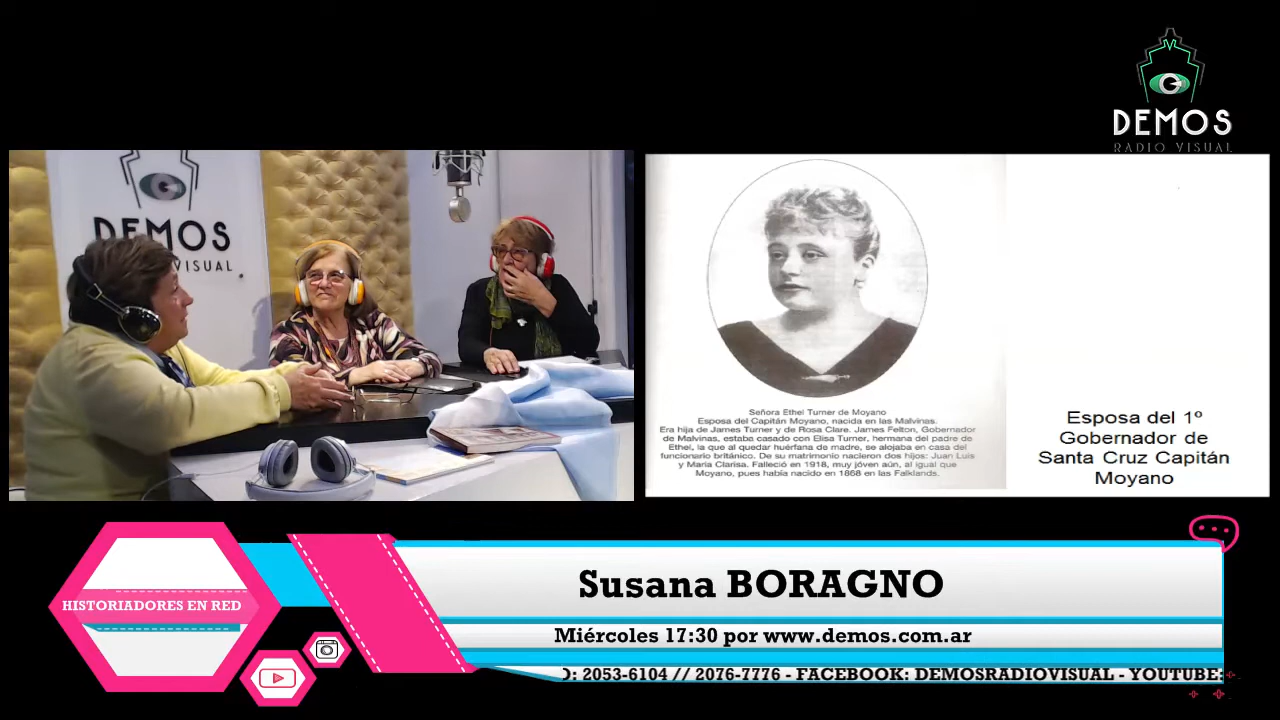 DEMOS
RADIO VISUAL
DEMOS
VISUAL
Señora Ethel Turner de Moyano
Esposa del Capitán Moyano, nacida en las Malvinas.
Era hija de James Turner y de Rosa Clare. James Felton, Gobernador
de Malvinas, estaba casado con Elisa Turner, hermana del padre de
Ethel, la que al quedar huérfana de madre, se alojaba en casa del
funcionario británico. De su matrimonio nacieron dos hijos: Juan Luis
y María Clarisa. Falleció en 1918, muy jóven aún, al igual que
Moyano, pues había nacido en 1868 en las Falklands.
Esposa del 1º
Gobernador de
Santa Cruz Capitán
Moyano
HISTORIADORES EN RED
Susana BORAGNO
Miércoles 17:30 por www.demos.com.ar
: 2053-6104 // 2076-7776 - FACEBOOK: DEMOSRADIOVISUAL - YOUTUBE: